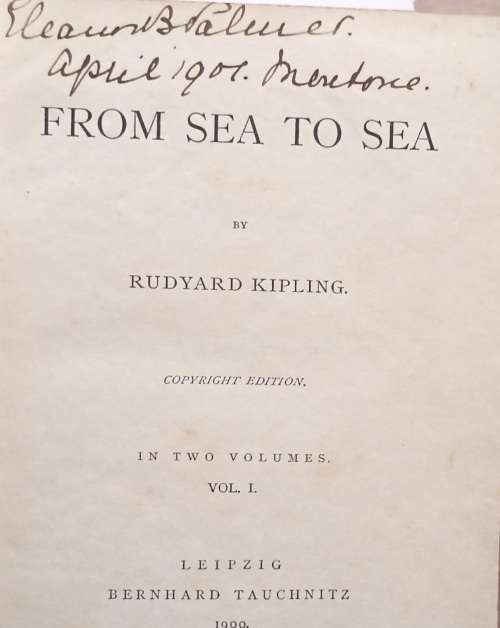 Eleanor B Palmer.
April 1901. Mentone.
FROM SEA TO SEA
BY
RUDYARD KIPLING.
COPYRIGHT EDITION.
IN TWO VOLUMES.
VOL. I.
LEIPZIG
BERNHARD TAUCHNITZ
1900.